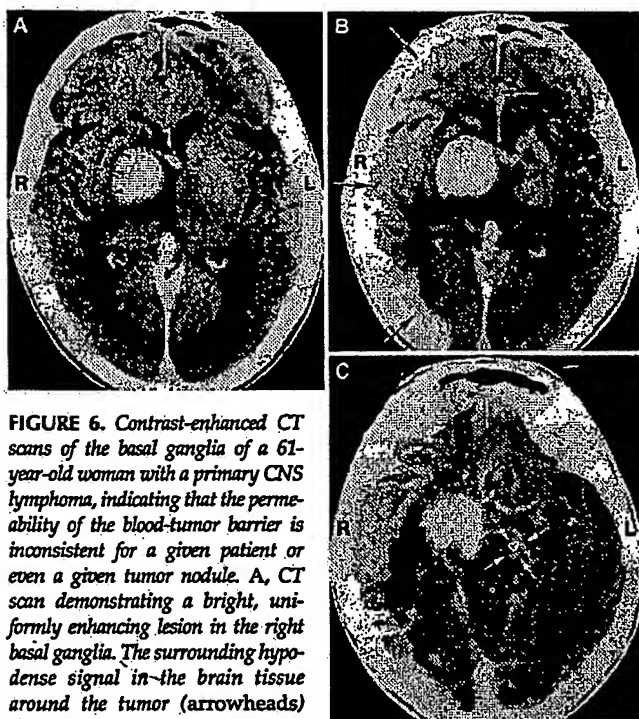 A
B
R
L
R
L
C
R
L
FIGURE 6. Contrast-enhanced CT
scans of the basal ganglia of a 61-
year-old woman with a primary CNS
lymphoma, indicating that the perme-
ability of the blood-tumor barrier is
inconsistent for a given patient or
even a given tumor nodule. A, CT
scan demonstrating a bright, uni-
formly enhancing lesion in the right
basal ganglia. The surrounding hypo-
dense signal in the brain tissue
around the tumor (arrowheads)